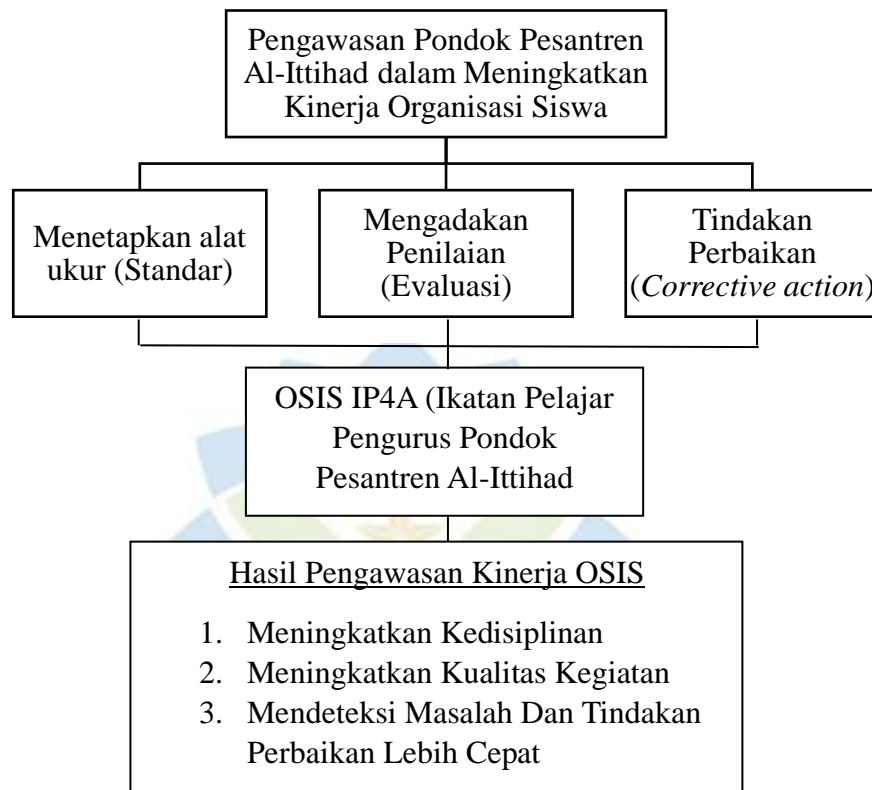 Pengawasan Pondok Pesantren
Al-Ittihad dalam Meningkatkan
Kinerja Organisasi Siswa
Menetapkan alat
ukur (Standar)
Mengadakan
Penilaian
(Evaluasi)
Tindakan
Perbaikan
(Corrective action)
OSIS IP4A (Ikatan Pelajar
Pengurus Pondok
Pesantren Al-Ittihad
Hasil Pengawasan Kinerja OSIS
1. Meningkatkan Kedisiplinan
2. Meningkatkan Kualitas Kegiatan
3. Mendeteksi Masalah Dan Tindakan
Perbaikan Lebih Cepat